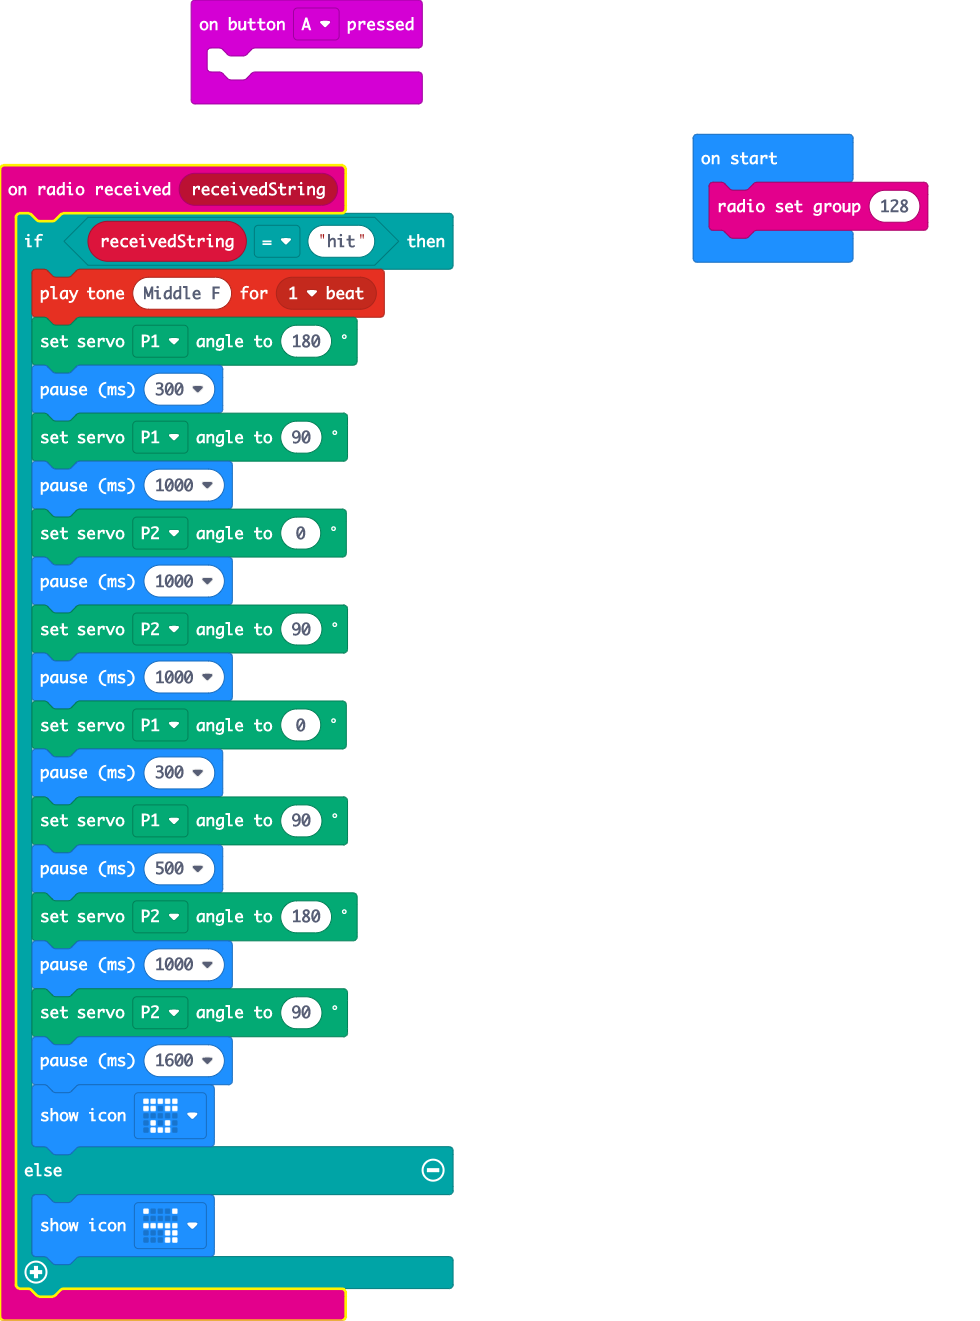 on button A pressed
on start
radio set group 128
on radio received receivedString
if receivedString = "hit" then
play tone Middle F for 1 beat
set servo P1 angle to 180 °
pause (ms) 300
set servo P1 angle to 90 °
pause (ms) 1000
set servo P2 angle to 0 °
pause (ms) 1000
set servo P2 angle to 90 °
pause (ms) 1000
set servo P1 angle to 0 °
pause (ms) 300
set servo P1 angle to 90 °
pause (ms) 500
set servo P2 angle to 180 °
pause (ms) 1000
set servo P2 angle to 90 °
pause (ms) 1600
show icon
else
show icon